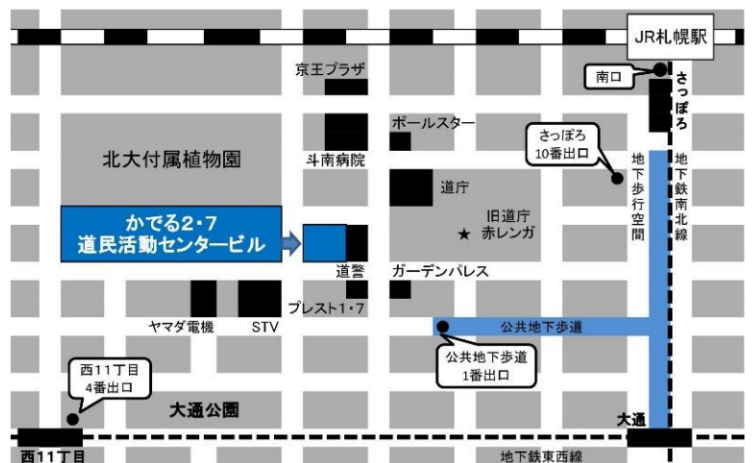 JR札幌駅
南口
さっぽろ
京王プラザ
ポールスター
さっぽろ
10番出口
北大付属植物園
斗南病院
道庁
地下歩行空間
地下鉄南北線
かでる2・7
道民活動センタービル
旧道庁
★ 赤レンガ
道警
ガーデンパレス
プレスト1・7
ヤマダ電機
STV
公共地下歩道
公共地下歩道
1番出口
西11丁目
4番出口
大通公園
大通
西11丁目
地下鉄東西線